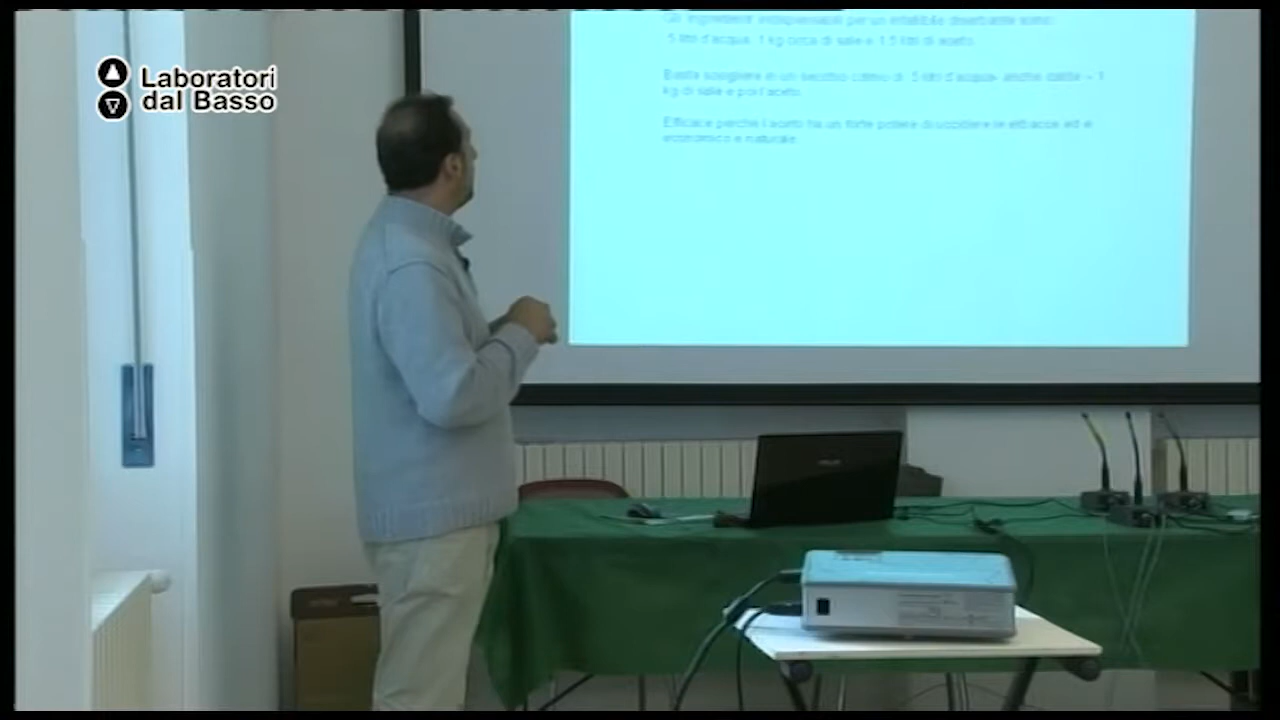 Laboratori
dal Basso
Gli ingredienti indispensabili per un infallibile diserbante sono:
5 litri d'acqua, 1 kg circa di sale e 1.5 litri di aceto.
Basta sciogliere in un secchio colmo di 5 litri d'acqua- anche calda – 1
kg di sale e poi l'aceto.
Efficace perché l'aceto ha un forte potere di uccidere le erbacce ed è
economico e naturale